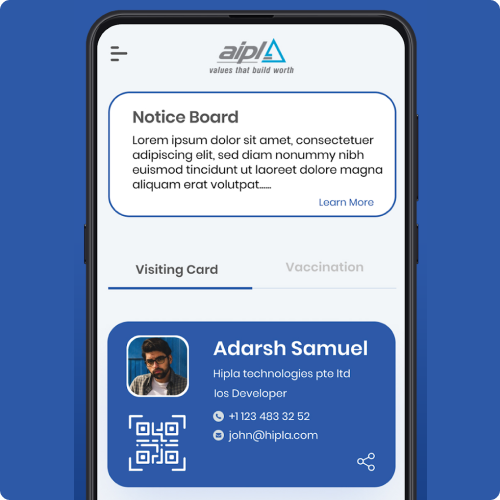 aipla
values that build worth
Notice Board
Lorem ipsum dolor sit amet, consectetuer
adipiscing elit, sed diam nonummy nibh
euismod tincidunt ut laoreet dolore magna
aliquam erat volutpat......
Learn More
Visiting Card
Vaccination
Adarsh Samuel
Hipla technologies pte ltd
Ios Developer
+1 123 483 32 52
john@hipla.com